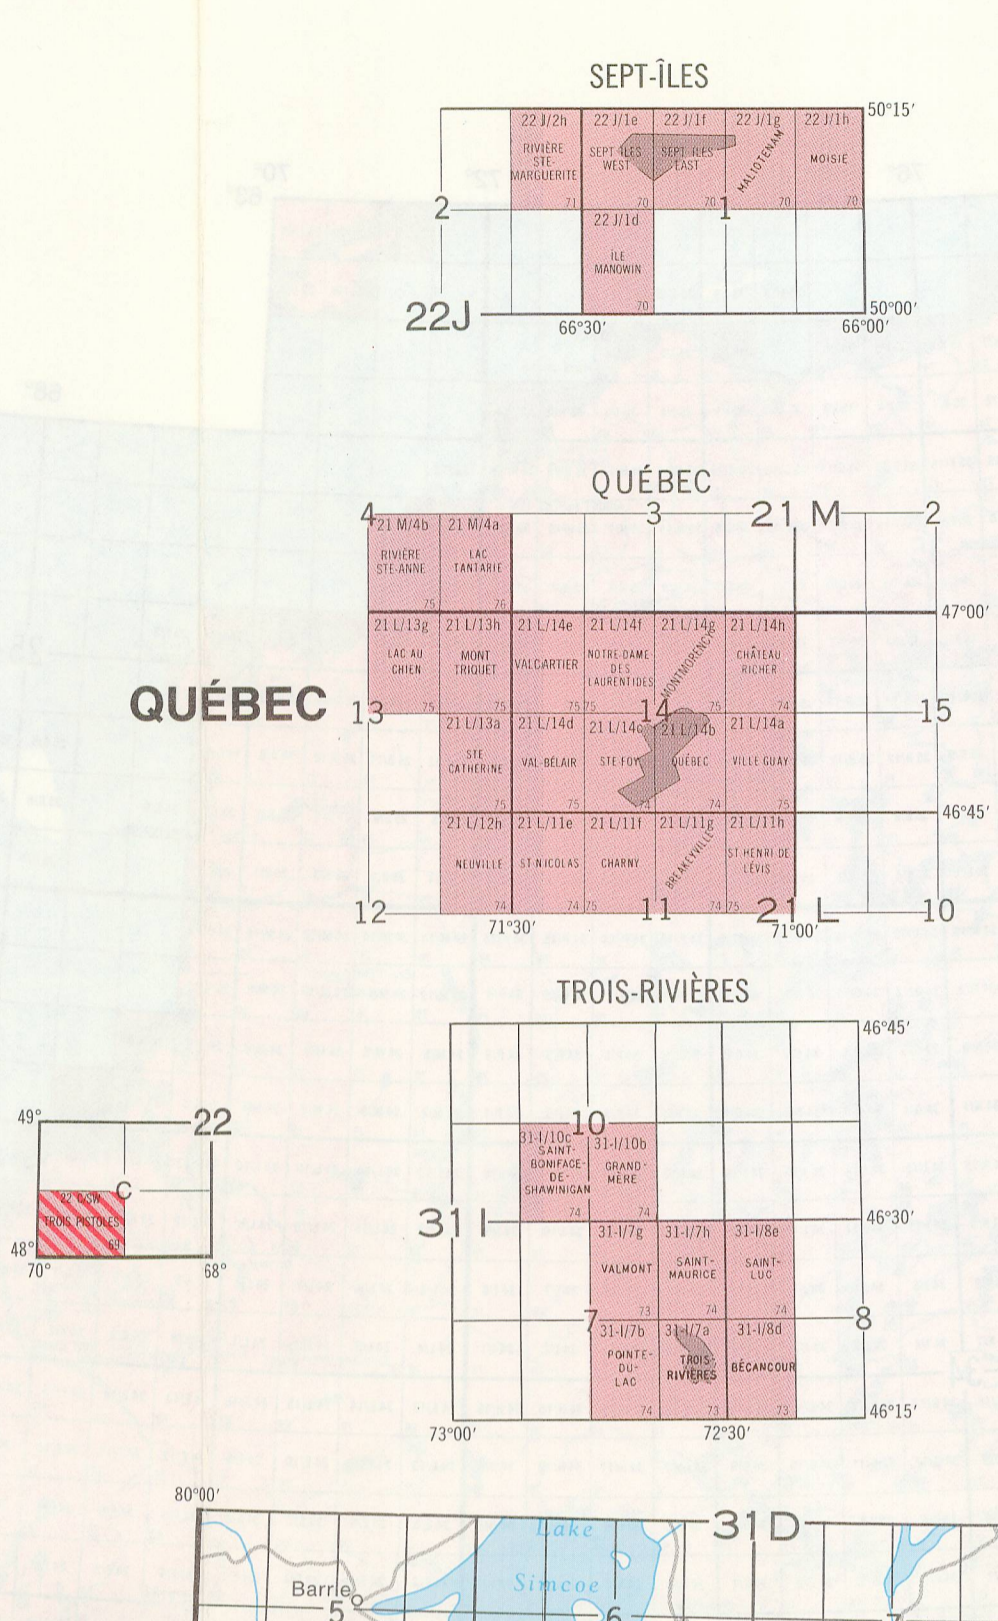 SEPT-ÎLES
50°15′
22 J/2h
22 J/1e
22 J/1f
22 J/1g
22 J/1h
RIVIÈRE
STE-
MARGUERITE
SEPT ILES
WEST
SEPT ILES
EAST
MALIOTENAM
MOISIE
71
70
70
70
70
2
1
22 J/1d
ÎLE
MANOWIN
70
22J
50°00′
66°30′
66°00′
QUÉBEC
4
3
21 M
2
21 M/4b
21 M/4a
RIVIÈRE
STE-ANNE
LAC
TANTARIE
75
76
47°00′
21 L/13g
21 L/13h
21 L/14e
21 L/14f
21 L/14g
21 L/14h
LAC AU
CHIEN
MONT
TRIQUET
VALCARTIER
NOTRE-DAME
DES
LAURENTIDES
MONTMORENCY
CHÂTEAU
RICHER
75
75
75
75
75
74
QUÉBEC
13
14
15
21 L/13a
21 L/14d
21 L/14c
21 L/14b
21 L/14a
STE
CATHERINE
VAL-BÉLAIR
STE FOY
QUÉBEC
VILLE GUAY
75
75
74
74
75
46°45′
21 L/12h
21 L/11e
21 L/11f
21 L/11g
21 L/11h
NEUVILLE
ST-NICOLAS
CHARNY
BREAKEYVILLE
ST HENRI DE
LÉVIS
74
74
75
74
75
12
11
21L
10
71°30′
71°00′
TROIS-RIVIÈRES
46°45′
10
31-I/10c
31-I/10b
SAINT-
BONIFACE-
DE-
SHAWINIGAN
GRAND-
MÈRE
74
74
31 I
46°30′
31-I/7g
31-I/7h
31-I/8e
VALMONT
SAINT-
MAURICE
SAINT-
LUC
73
74
74
7
8
31-I/7b
31-I/7a
31-I/8d
POINTE-
DU-
LAC
TROIS-
RIVIÈRES
BÉCANCOUR
74
73
73
46°15′
73°00′
72°30′
49°
22
C
22 C/SW
TROIS PISTOLES
69
48°
70°
68°
80°00′
31D
Lake
Simcoe
Barrie
5
6